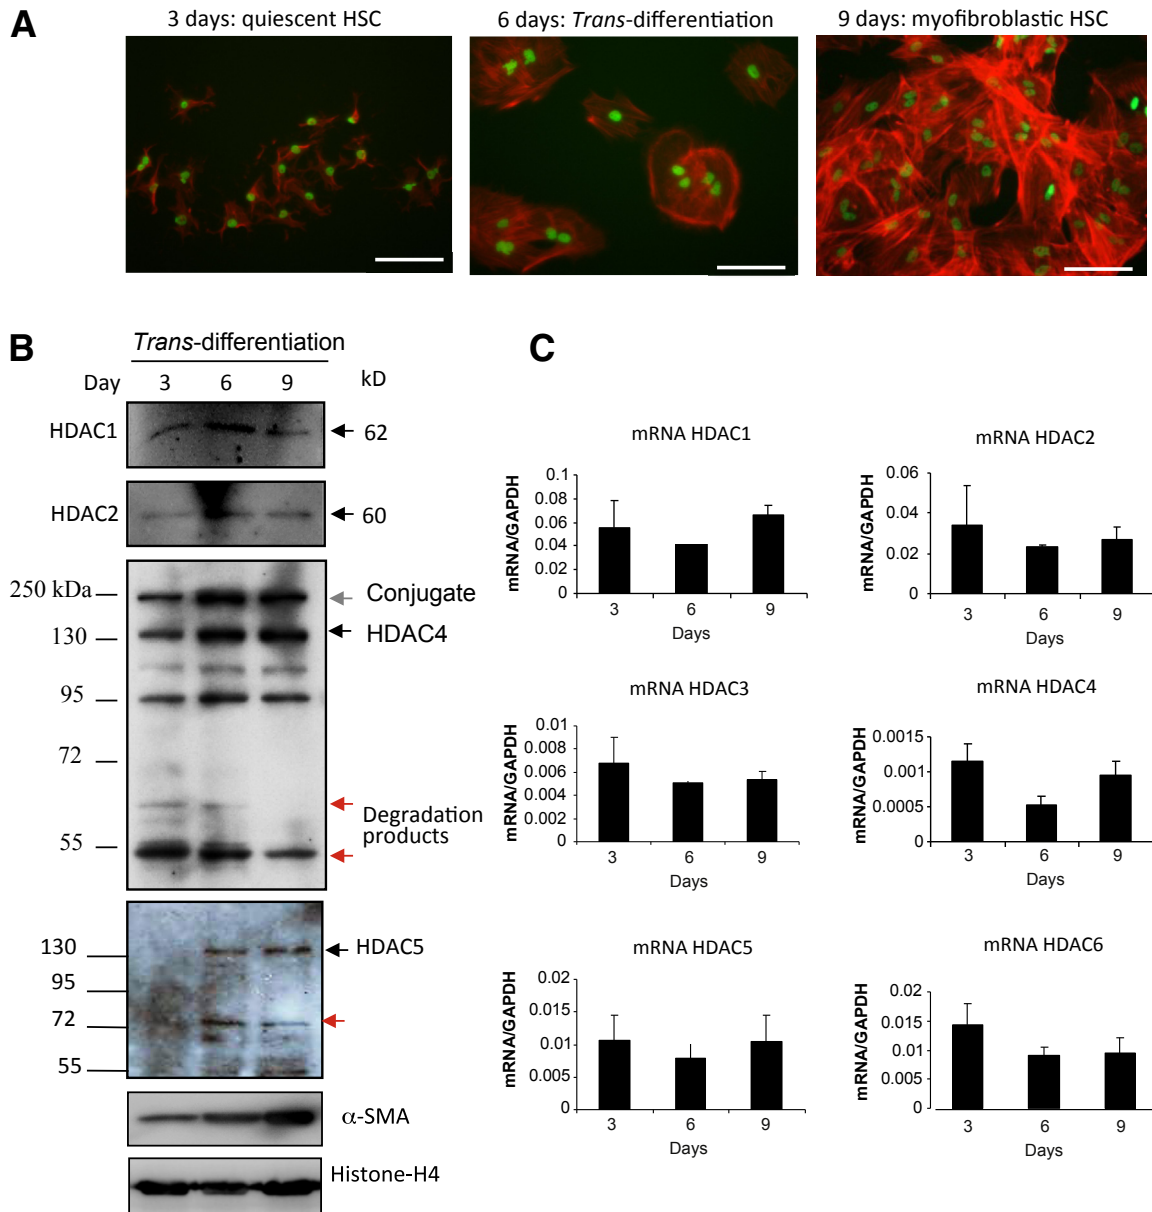 A
3 days: quiescent HSC
6 days: Trans-differentiation
9 days: myofibroblastic HSC
B
Trans-differentiation
Day 3 6 9 kD
HDAC1 62
HDAC2 60
250 kDa Conjugate
130 HDAC4
95
72
Degradation
products
55
130 HDAC5
95
72
55
α-SMA
Histone-H4
C
mRNA HDAC1
mRNA/GAPDH
0.1
0.08
0.06
0.04
0.02
0
3 6 9
Days
mRNA HDAC2
mRNA/GAPDH
0.06
0.04
0.02
0
3 6 9
Days
mRNA HDAC3
mRNA/GAPDH
0.01
0.008
0.006
0.004
0.002
0
3 6 9
Days
mRNA HDAC4
mRNA/GAPDH
0.0015
0.001
0.0005
0
3 6 9
Days
mRNA HDAC5
mRNA/GAPDH
0.02
0.015
0.01
0.005
0
3 6 9
Days
mRNA HDAC6
mRNA/GAPDH
0.02
0.015
0.01
0.005
0
3 6 9
Days